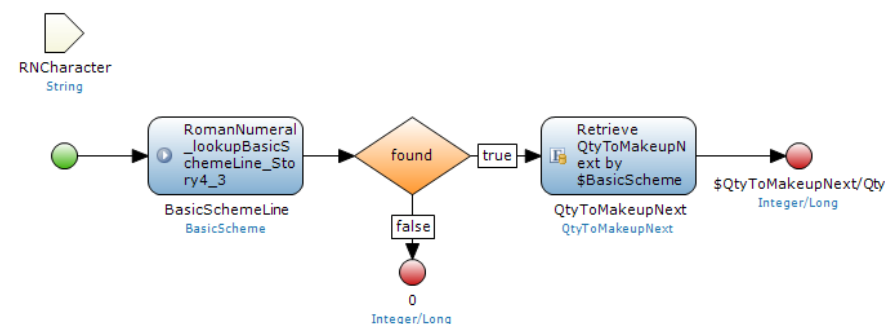 RNCharacter
String
RomanNumeral
_lookupBasicS
chemeLine_Sto
ry4_3
BasicSchemeLine
BasicScheme
found
true
false
Retrieve
QtyToMakeupN
ext by
$BasicScheme
QtyToMakeupNext
QtyToMakeupNext
$QtyToMakeupNext/Qty
Integer/Long
0
Integer/Long